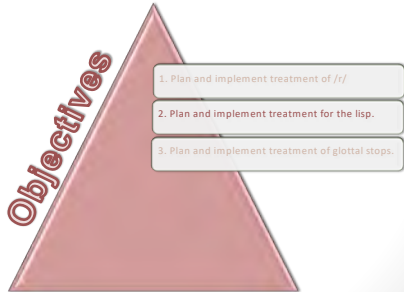 Objectives
1. Plan and implement treatment of /r/
2. Plan and implement treatment for the lisp.
3. Plan and implement treatment of glottal stops.